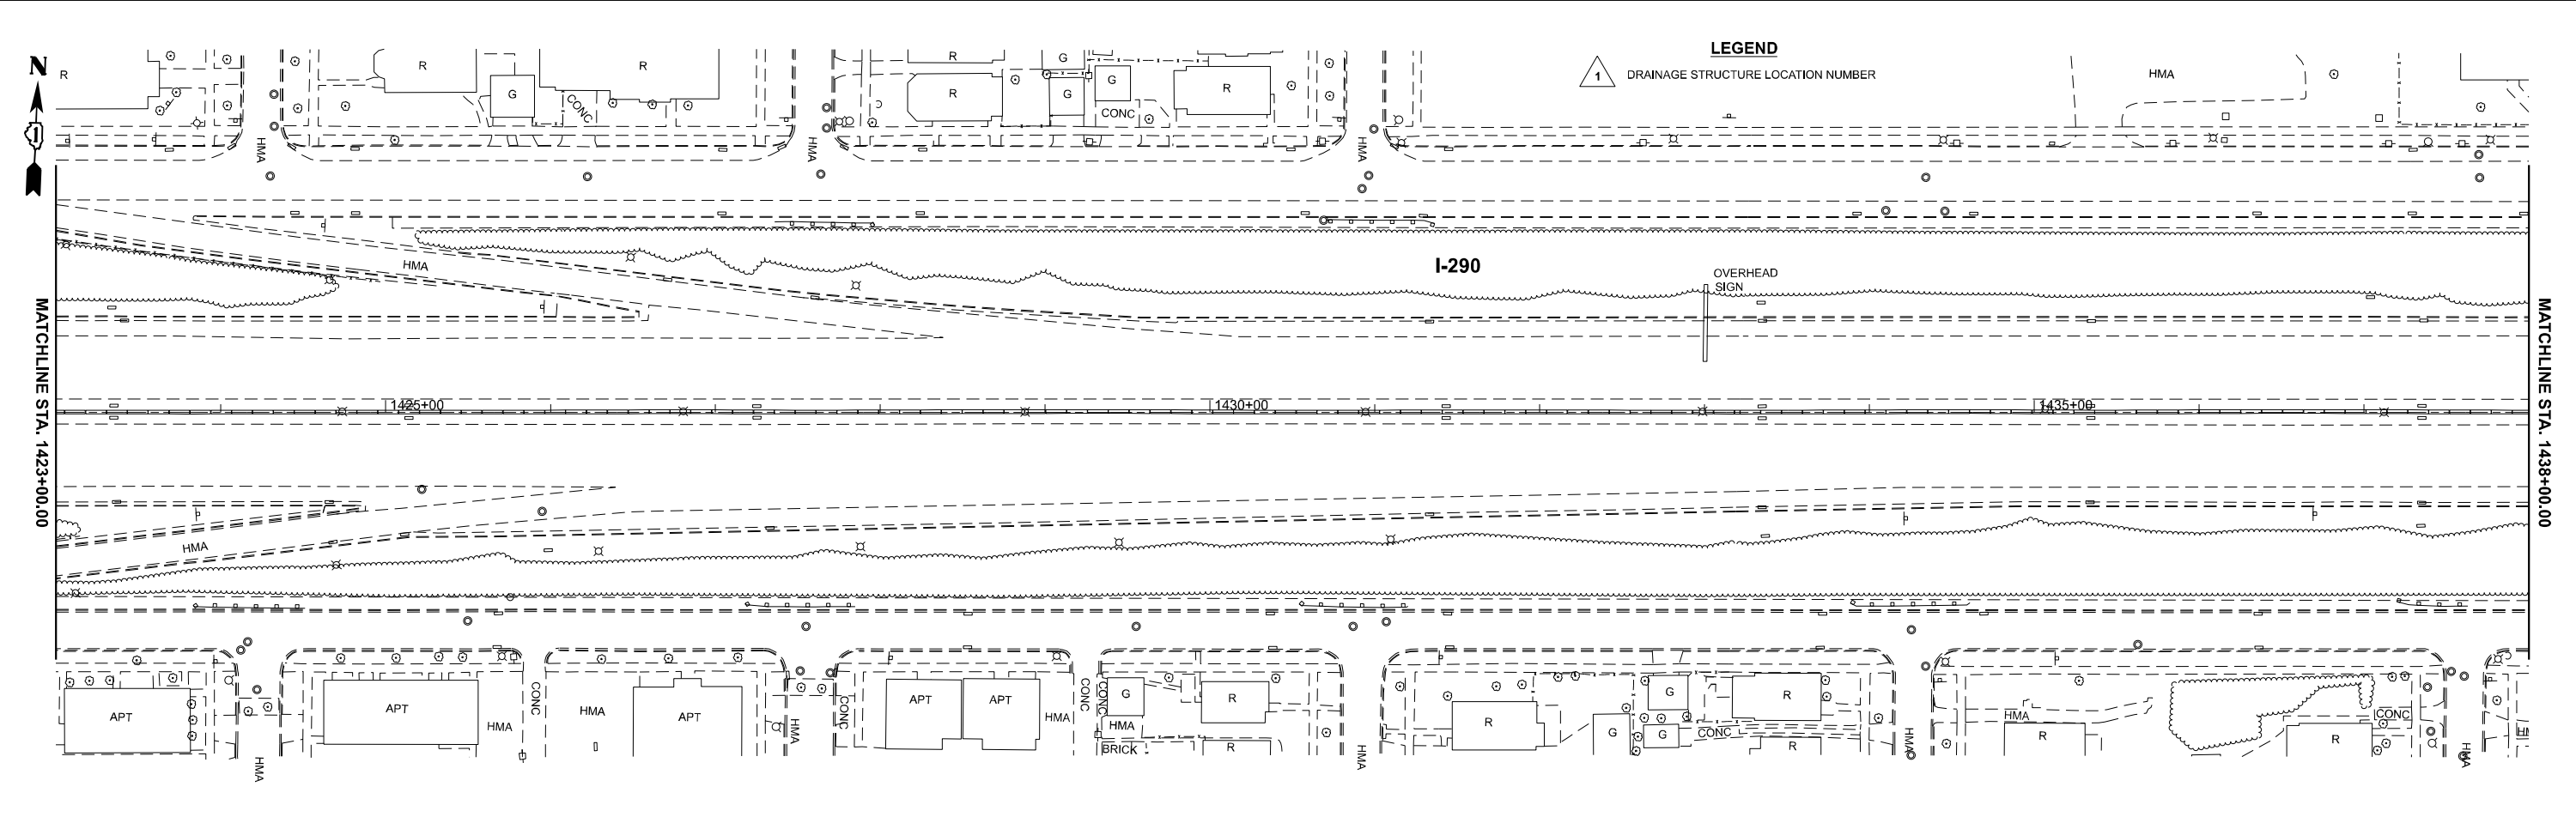 LEGEND
1 DRAINAGE STRUCTURE LOCATION NUMBER
N
1
R
R
R
R
R
R
G
G
G
G
CONC
CONC
HMA
HMA
HMA
HMA
HMA
I-290
OVERHEAD
SIGN
MATCHLINE STA. 1423+00.00
MATCHLINE STA. 1438+00.00
1425+00
1430+00
1435+00
HMA
APT
APT
APT
APT
APT
HMA
CONC
HMA
HMA
HMA
CONC
HMA
CONC
CONC
G
HMA
BRICK
R
R
HMA
R
G
G
G
CONC
R
R
HMA
HMA
R
R
CONC
HMA